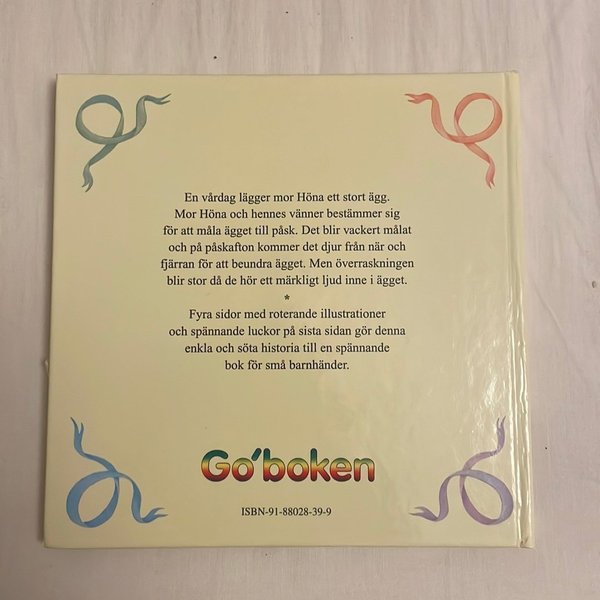 En vårdag lägger mor Höna ett stort ägg.
Mor Höna och hennes vänner bestämmer sig
för att måla ägget till påsk. Det blir vackert målat
och på påskafton kommer det djur från när och
fjärran för att beundra ägget. Men överraskningen
blir stor då de hör ett märkligt ljud inne i ägget.
*
Fyra sidor med roterande illustrationer
och spännande luckor på sista sidan gör denna
enkla och söta historia till en spännande
bok för små barnhänder.
Go'boken
ISBN-91-88028-39-9